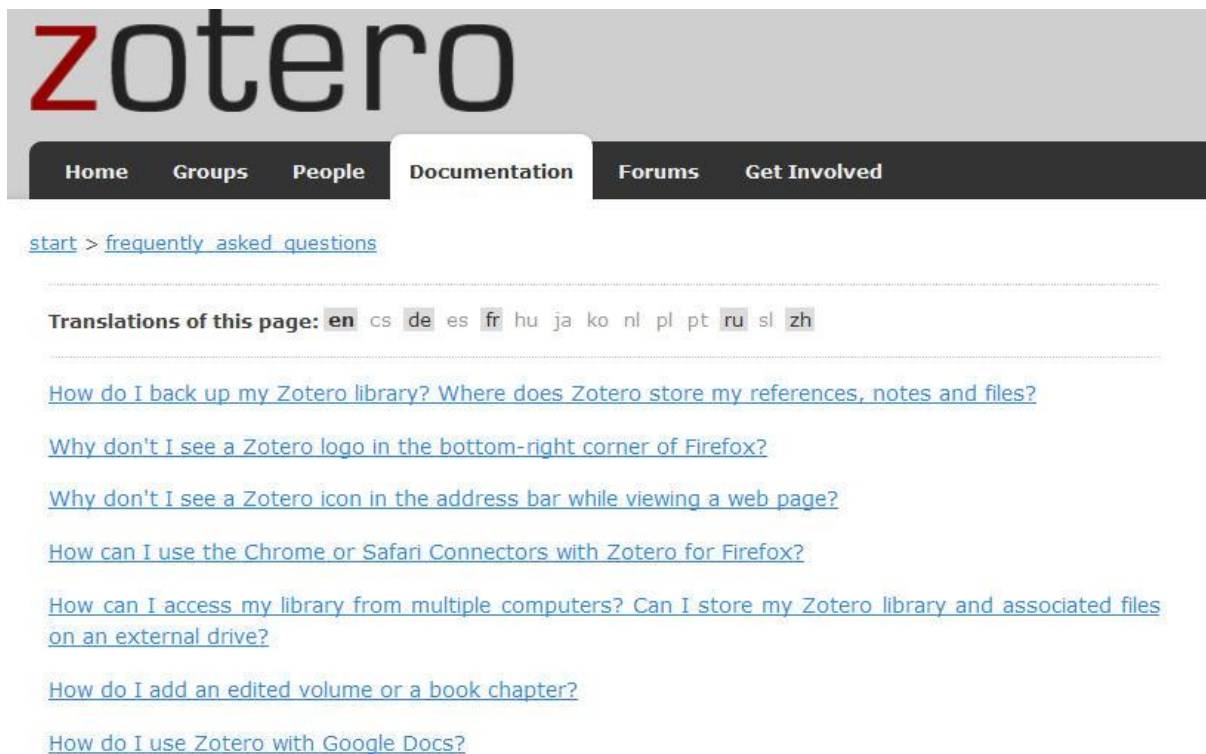 zotero
Home Groups People Documentation Forums Get Involved
start > frequently_asked_questions
Translations of this page: en cs de es fr hu ja ko nl pl pt ru sl zh
How do I back up my Zotero library? Where does Zotero store my references, notes and files?
Why don't I see a Zotero logo in the bottom-right corner of Firefox?
Why don't I see a Zotero icon in the address bar while viewing a web page?
How can I use the Chrome or Safari Connectors with Zotero for Firefox?
How can I access my library from multiple computers? Can I store my Zotero library and associated files
on an external drive?
How do I add an edited volume or a book chapter?
How do I use Zotero with Google Docs?